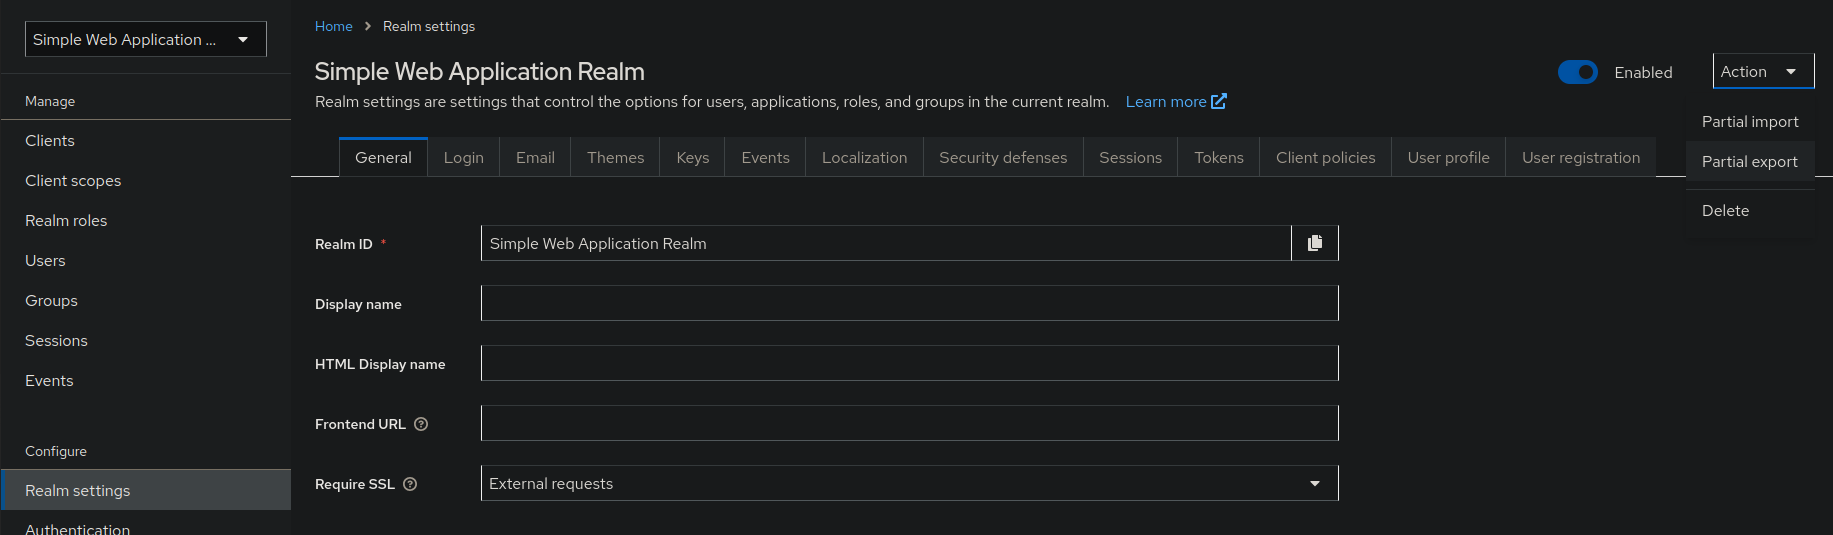 Simple Web Application ...
Manage
Clients
Client scopes
Realm roles
Users
Groups
Sessions
Events
Configure
Realm settings
Authentication
Home > Realm settings
Simple Web Application Realm
Enabled
Action
Realm settings are settings that control the options for users, applications, roles, and groups in the current realm. Learn more
Partial import
Partial export
Delete
General Login Email Themes Keys Events Localization Security defenses Sessions Tokens Client policies User profile User registration
Realm ID * Simple Web Application Realm
Display name
HTML Display name
Frontend URL
Require SSL External requests